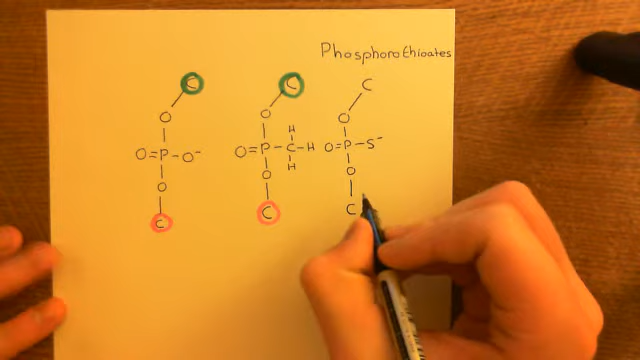 Phosphorothioates
C C C
O O O
H
O=P-O⁻ O=P-C-H O=P-S⁻
H
O O O
C C C